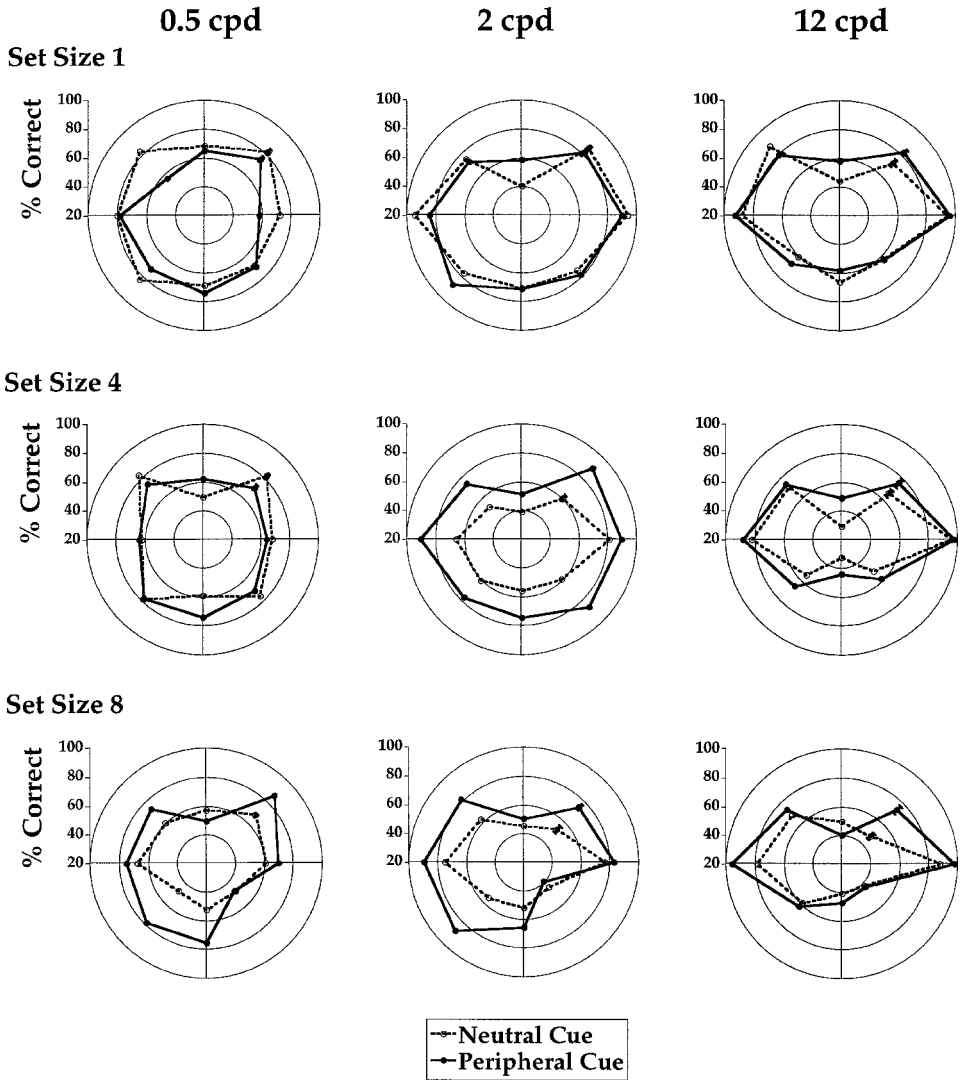 0.5 cpd 2 cpd 12 cpd
Set Size 1
% Correct
100 100 100
80 80 80
60 60 60
40 40 40
20 20 20
Set Size 4
% Correct
100 100 100
80 80 80
60 60 60
40 40 40
20 20 20
Set Size 8
% Correct
100 100 100
80 80 80
60 60 60
40 40 40
20 20 20
Neutral Cue
Peripheral Cue